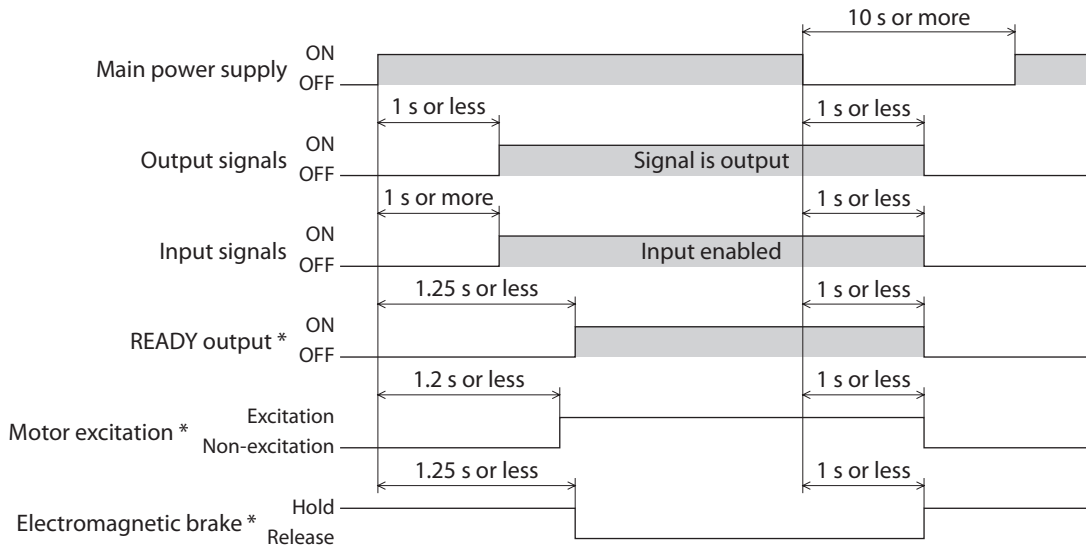 10 s or more
Main power supply
ON
OFF
1 s or less
1 s or less
Output signals
ON
OFF
Signal is output
1 s or more
1 s or less
Input signals
ON
OFF
Input enabled
1.25 s or less
1 s or less
READY output *
ON
OFF
1.2 s or less
1 s or less
Motor excitation *
Excitation
Non-excitation
1.25 s or less
1 s or less
Electromagnetic brake *
Hold
Release